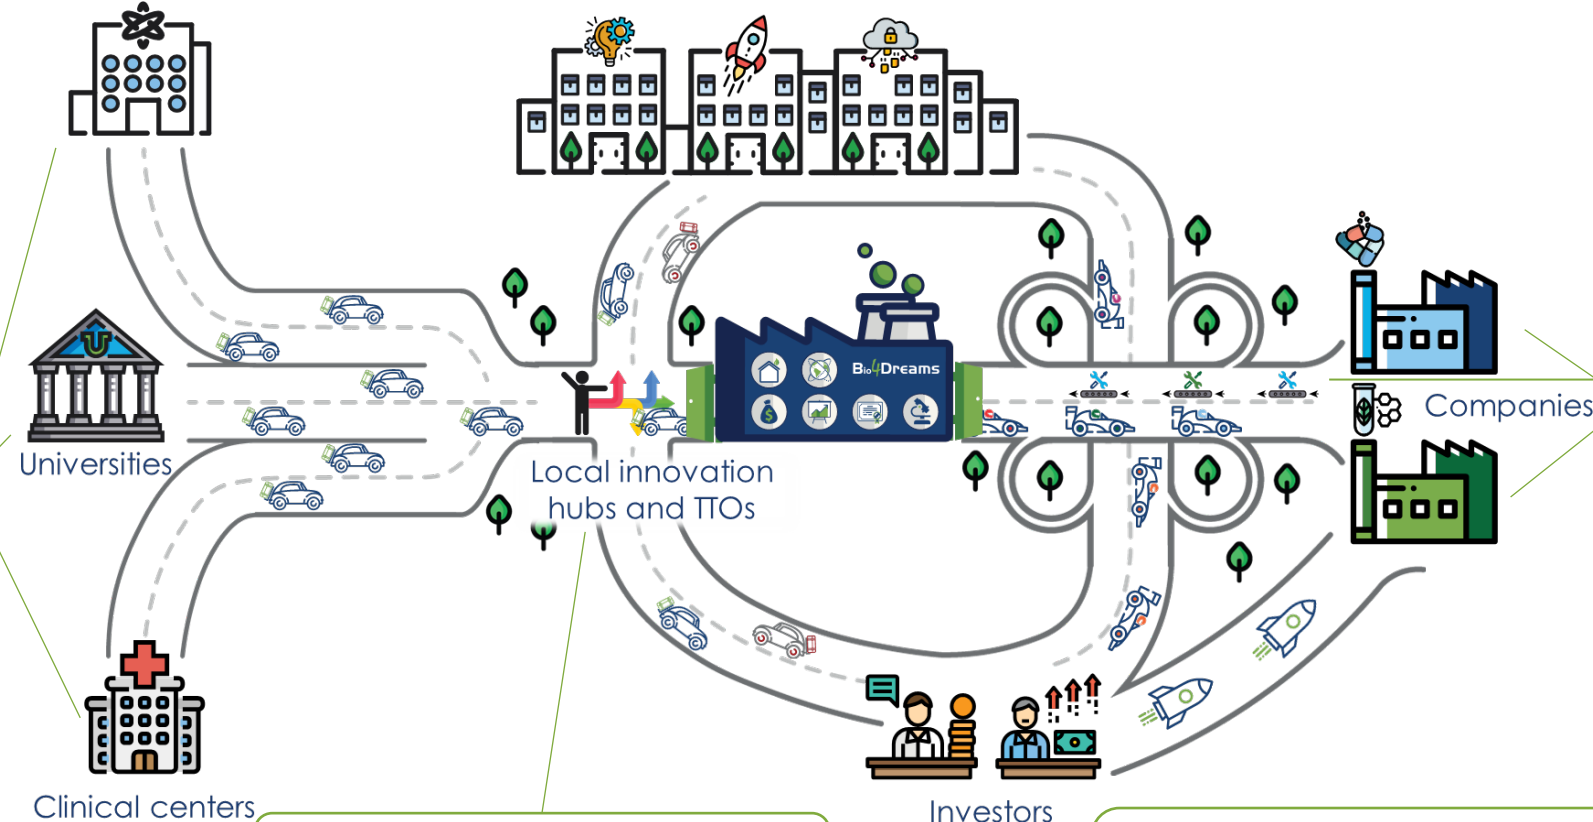 Bio4Dreams
Companies
Universities
Local innovation
hubs and TTOs
Clinical centers
Investors